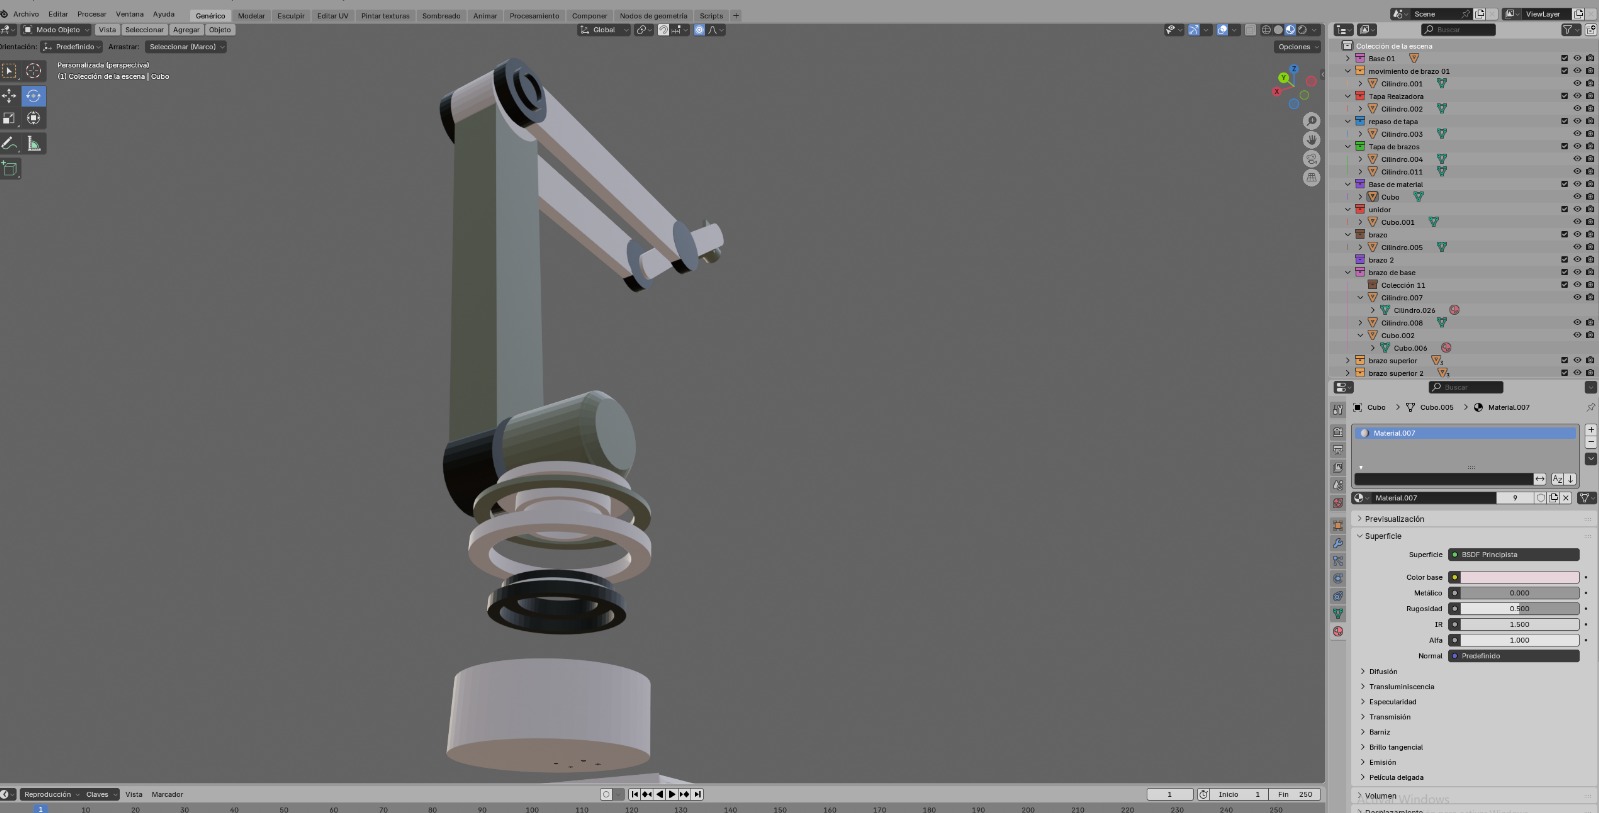 Archivo Editar Procesar Ventana Ayuda Genérico Modelar Esculpir Editar UV Pintar texturas Sombreado Animar Procesamiento Componer Nodos de geometría Scripts + Scene ViewLayer
Modo Objeto Vista Seleccionar Agregar Objeto Global Buscar
Predefinido Arrastrar: Seleccionar (Marco) Opciones
Personalizada (perspectiva)
(1) Colección de la escena | Cubo
Z
Y
X
Colección de la escena
Base 01
movimiento de brazo 01
Cilindro.001
Tapa Realzadora
Cilindro.002
repaso de tapa
Cilindro.003
Tapa de brazos
Cilindro.004
Cilindro.011
Base de material
Cubo
unidor
Cubo.001
brazo
Cilindro.005
brazo 2
brazo de base
Colección 11
Cilindro.007
Cilindro.026
Cilindro.008
Cubo.002
Cubo.006
brazo superior
brazo superior 2
Buscar
Cubo > Cubo.005 > Material.007
Material.007
Material.007 9
Previsualización
Superficie
Superficie BSDF Principista
Color base
Metálico 0.000
Rugosidad 0.500
IR 1.500
Alfa 1.000
Normal Predefinido
Difusión
Transluminiscencia
Especularidad
Transmisión
Barniz
Brillo tangencial
Emisión
Película delgada
Volumen
Reproducción Claves Vista Marcador 1 Inicio 1 Fin 250
1 10 20 30 40 50 60 70 80 90 100 110 120 130 140 150 160 170 180 190 200 210 220 230 240 250